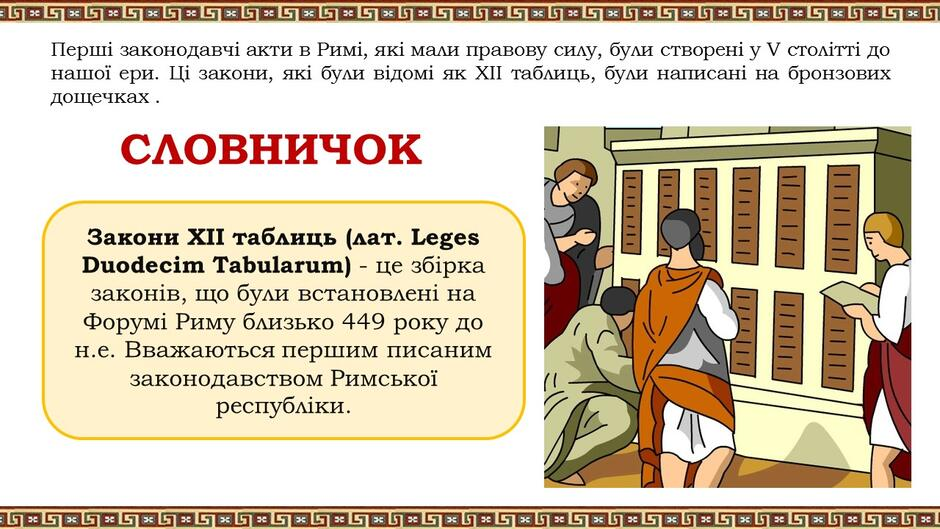 Перші законодавчі акти в Римі, які мали правову силу, були створені у V столітті до
нашої ери. Ці закони, які були відомі як XII таблиць, були написані на бронзових
дощечках .
СЛОВНИЧОК
Закони XII таблиць (лат. Leges
Duodecim Tabularum) - це збірка
законів, що були встановлені на
Форумі Риму близько 449 року до
н.е. Вважаються першим писаним
законодавством Римської
республіки.